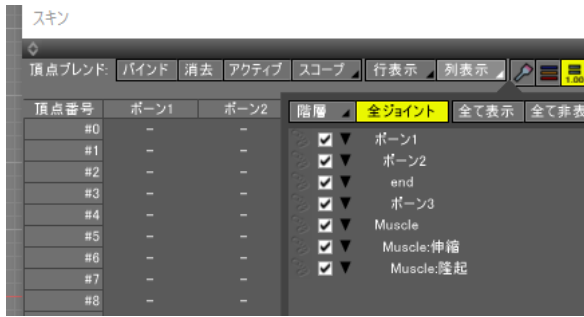 スキン
頂点ブレンド: バインド 消去 アクティブ スコープ 行表示 列表示 1.00
頂点番号 ボーン1 ボーン2 階層 全ジョイント 全て表示 全て非表
#0 - - ボーン1
#1 - - ボーン2
#2 - - end
#3 - - ボーン3
#4 - - Muscle
#5 - - Muscle:伸縮
#6 - - Muscle:隆起
#7 - -
#8 - -